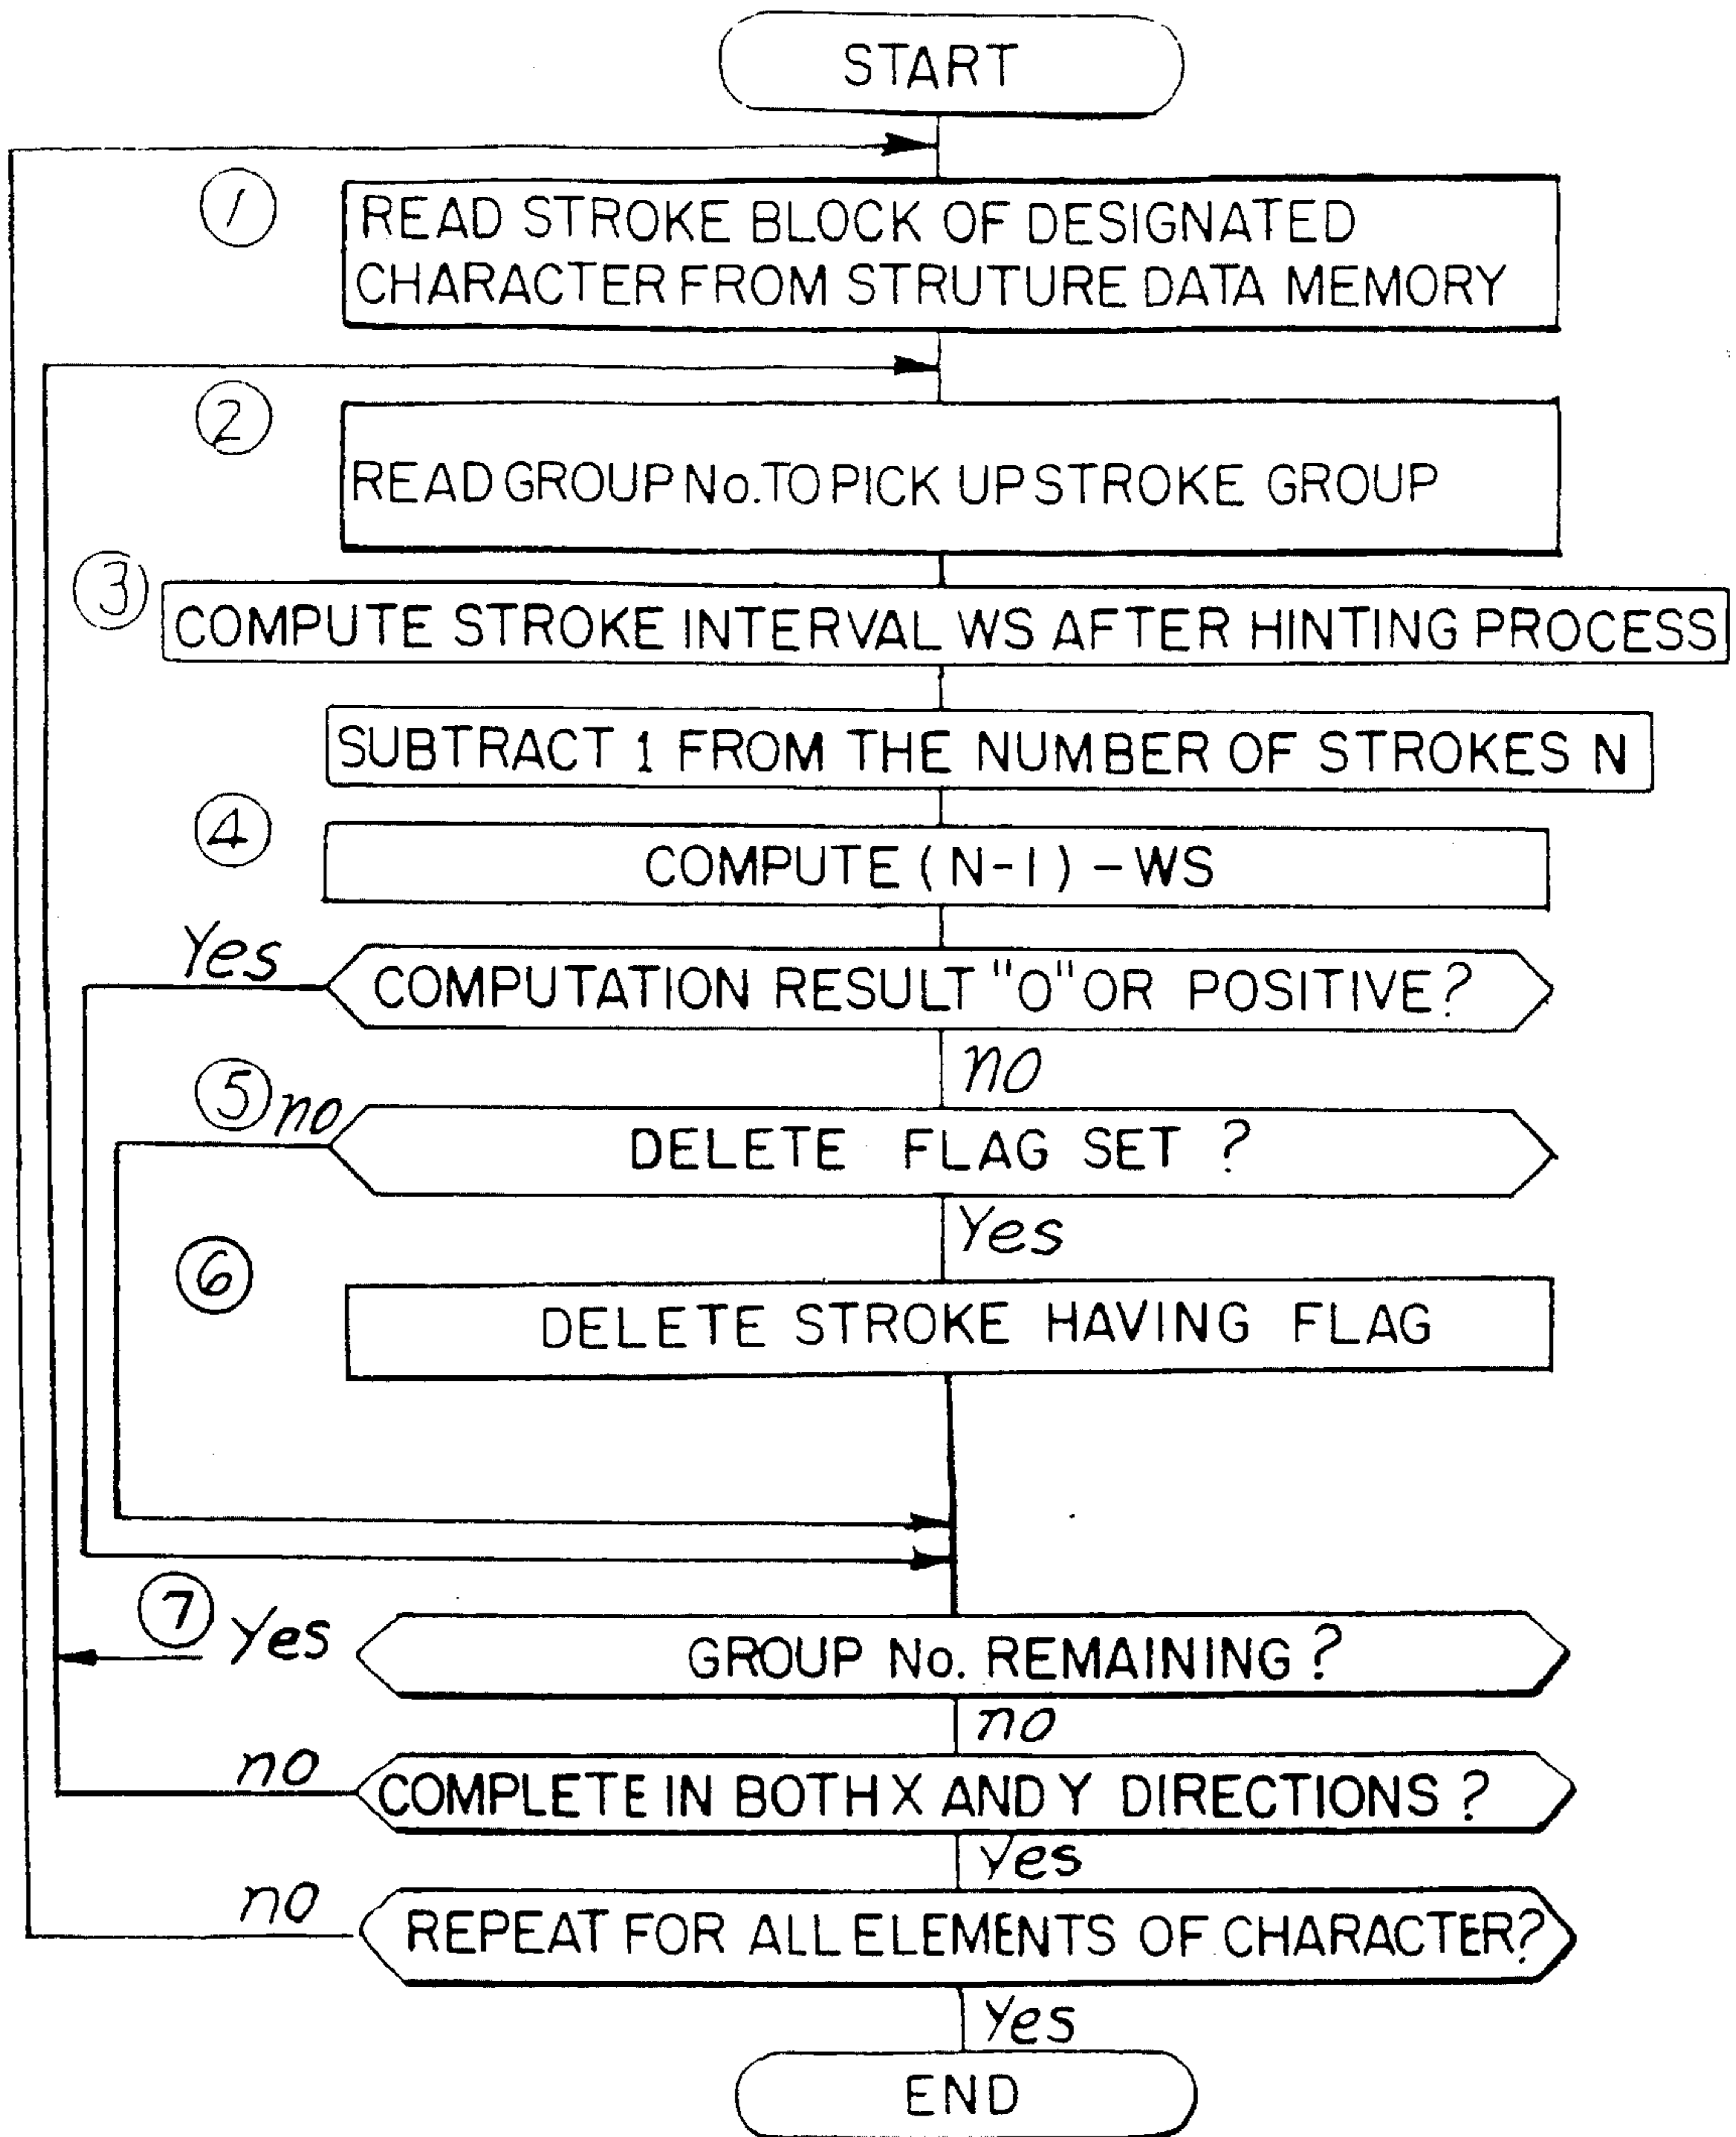 START
1
READ STROKE BLOCK OF DESIGNATED
CHARACTER FROM STRUTURE DATA MEMORY
2
READ GROUP No. TO PICK UP STROKE GROUP
3
COMPUTE STROKE INTERVAL WS AFTER HINTING PROCESS
SUBTRACT 1 FROM THE NUMBER OF STROKES N
4
COMPUTE (N-1) - WS
Yes
COMPUTATION RESULT "0" OR POSITIVE?
no
5
no
DELETE FLAG SET ?
Yes
6
DELETE STROKE HAVING FLAG
7
Yes
GROUP No. REMAINING ?
no
no
COMPLETE IN BOTH X AND Y DIRECTIONS ?
Yes
no
REPEAT FOR ALL ELEMENTS OF CHARACTER?
Yes
END